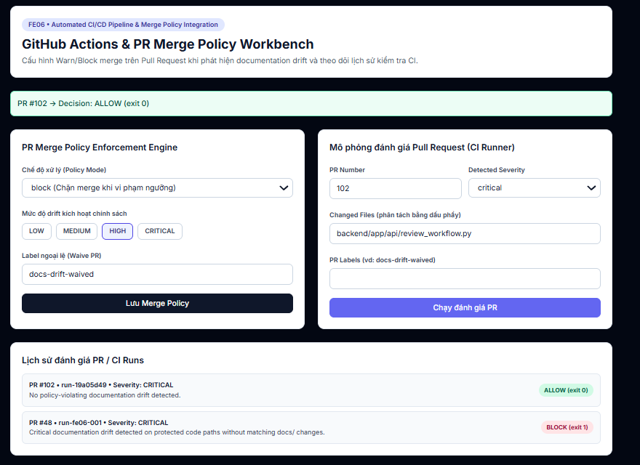 FE06 • Automated CI/CD Pipeline & Merge Policy Integration
GitHub Actions & PR Merge Policy Workbench
Cấu hình Warn/Block merge trên Pull Request khi phát hiện documentation drift và theo dõi lịch sử kiểm tra CI.
PR #102 → Decision: ALLOW (exit 0)
PR Merge Policy Enforcement Engine
Chế độ xử lý (Policy Mode)
block (Chặn merge khi vi phạm ngưỡng)
Mức độ drift kích hoạt chính sách
LOW MEDIUM HIGH CRITICAL
Label ngoại lệ (Waive PR)
docs-drift-waived
Lưu Merge Policy
Mô phỏng đánh giá Pull Request (CI Runner)
PR Number Detected Severity
102 critical
Changed Files (phân tách bằng dấu phẩy)
backend/app/api/review_workflow.py
PR Labels (vd: docs-drift-waived)
Chạy đánh giá PR
Lịch sử đánh giá PR / CI Runs
PR #102 • run-19a05d49 • Severity: CRITICAL
No policy-violating documentation drift detected.
ALLOW (exit 0)
PR #48 • run-fe06-001 • Severity: CRITICAL
Critical documentation drift detected on protected code paths without matching docs/ changes.
BLOCK (exit 1)